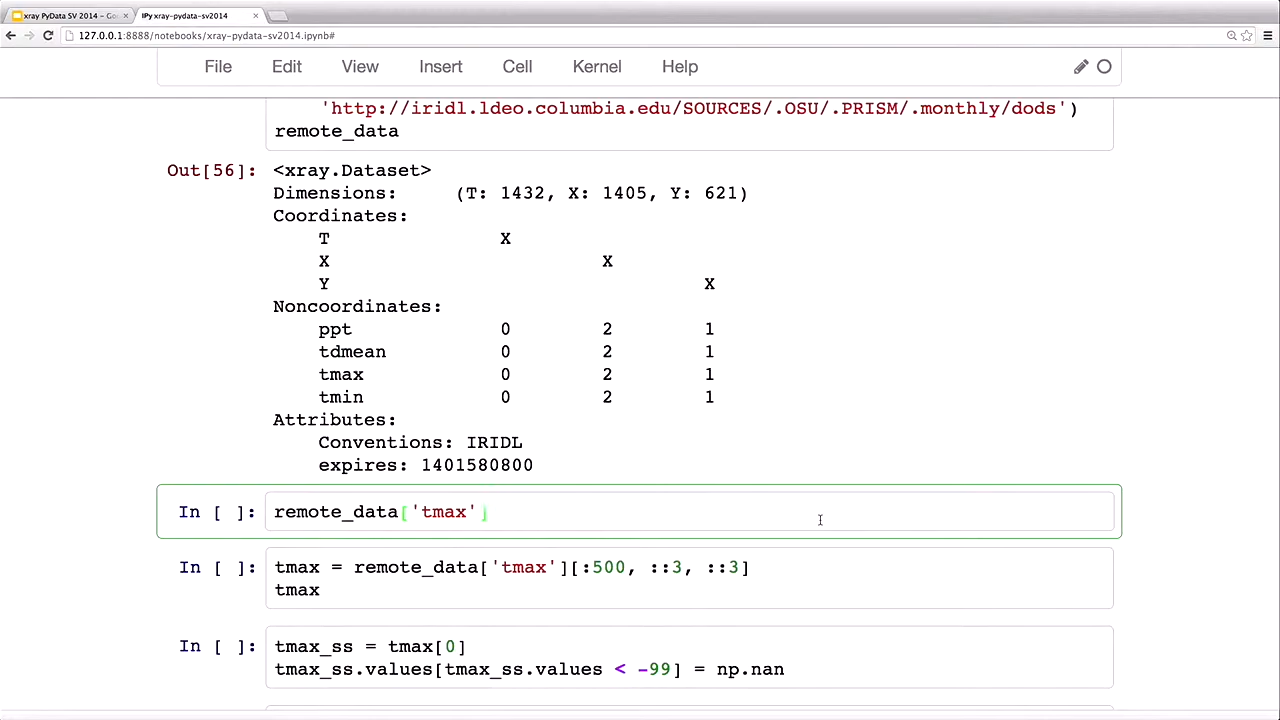 xray PyData SV 2014 – Go
IPy xray-pydata-sv2014
127.0.0.1:8888/notebooks/xray-pydata-sv2014.ipynb#
File Edit View Insert Cell Kernel Help
'http://iridl.ldeo.columbia.edu/SOURCES/.OSU/.PRISM/.monthly/dods')
remote_data
Out[56]: <xray.Dataset>
Dimensions: (T: 1432, X: 1405, Y: 621)
Coordinates:
T X
X X
Y X
Noncoordinates:
ppt 0 2 1
tdmean 0 2 1
tmax 0 2 1
tmin 0 2 1
Attributes:
Conventions: IRIDL
expires: 1401580800
In [ ]: remote_data['tmax']
In [ ]: tmax = remote_data['tmax'][:500, ::3, ::3]
tmax
In [ ]: tmax_ss = tmax[0]
tmax_ss.values[tmax_ss.values < -99] = np.nan